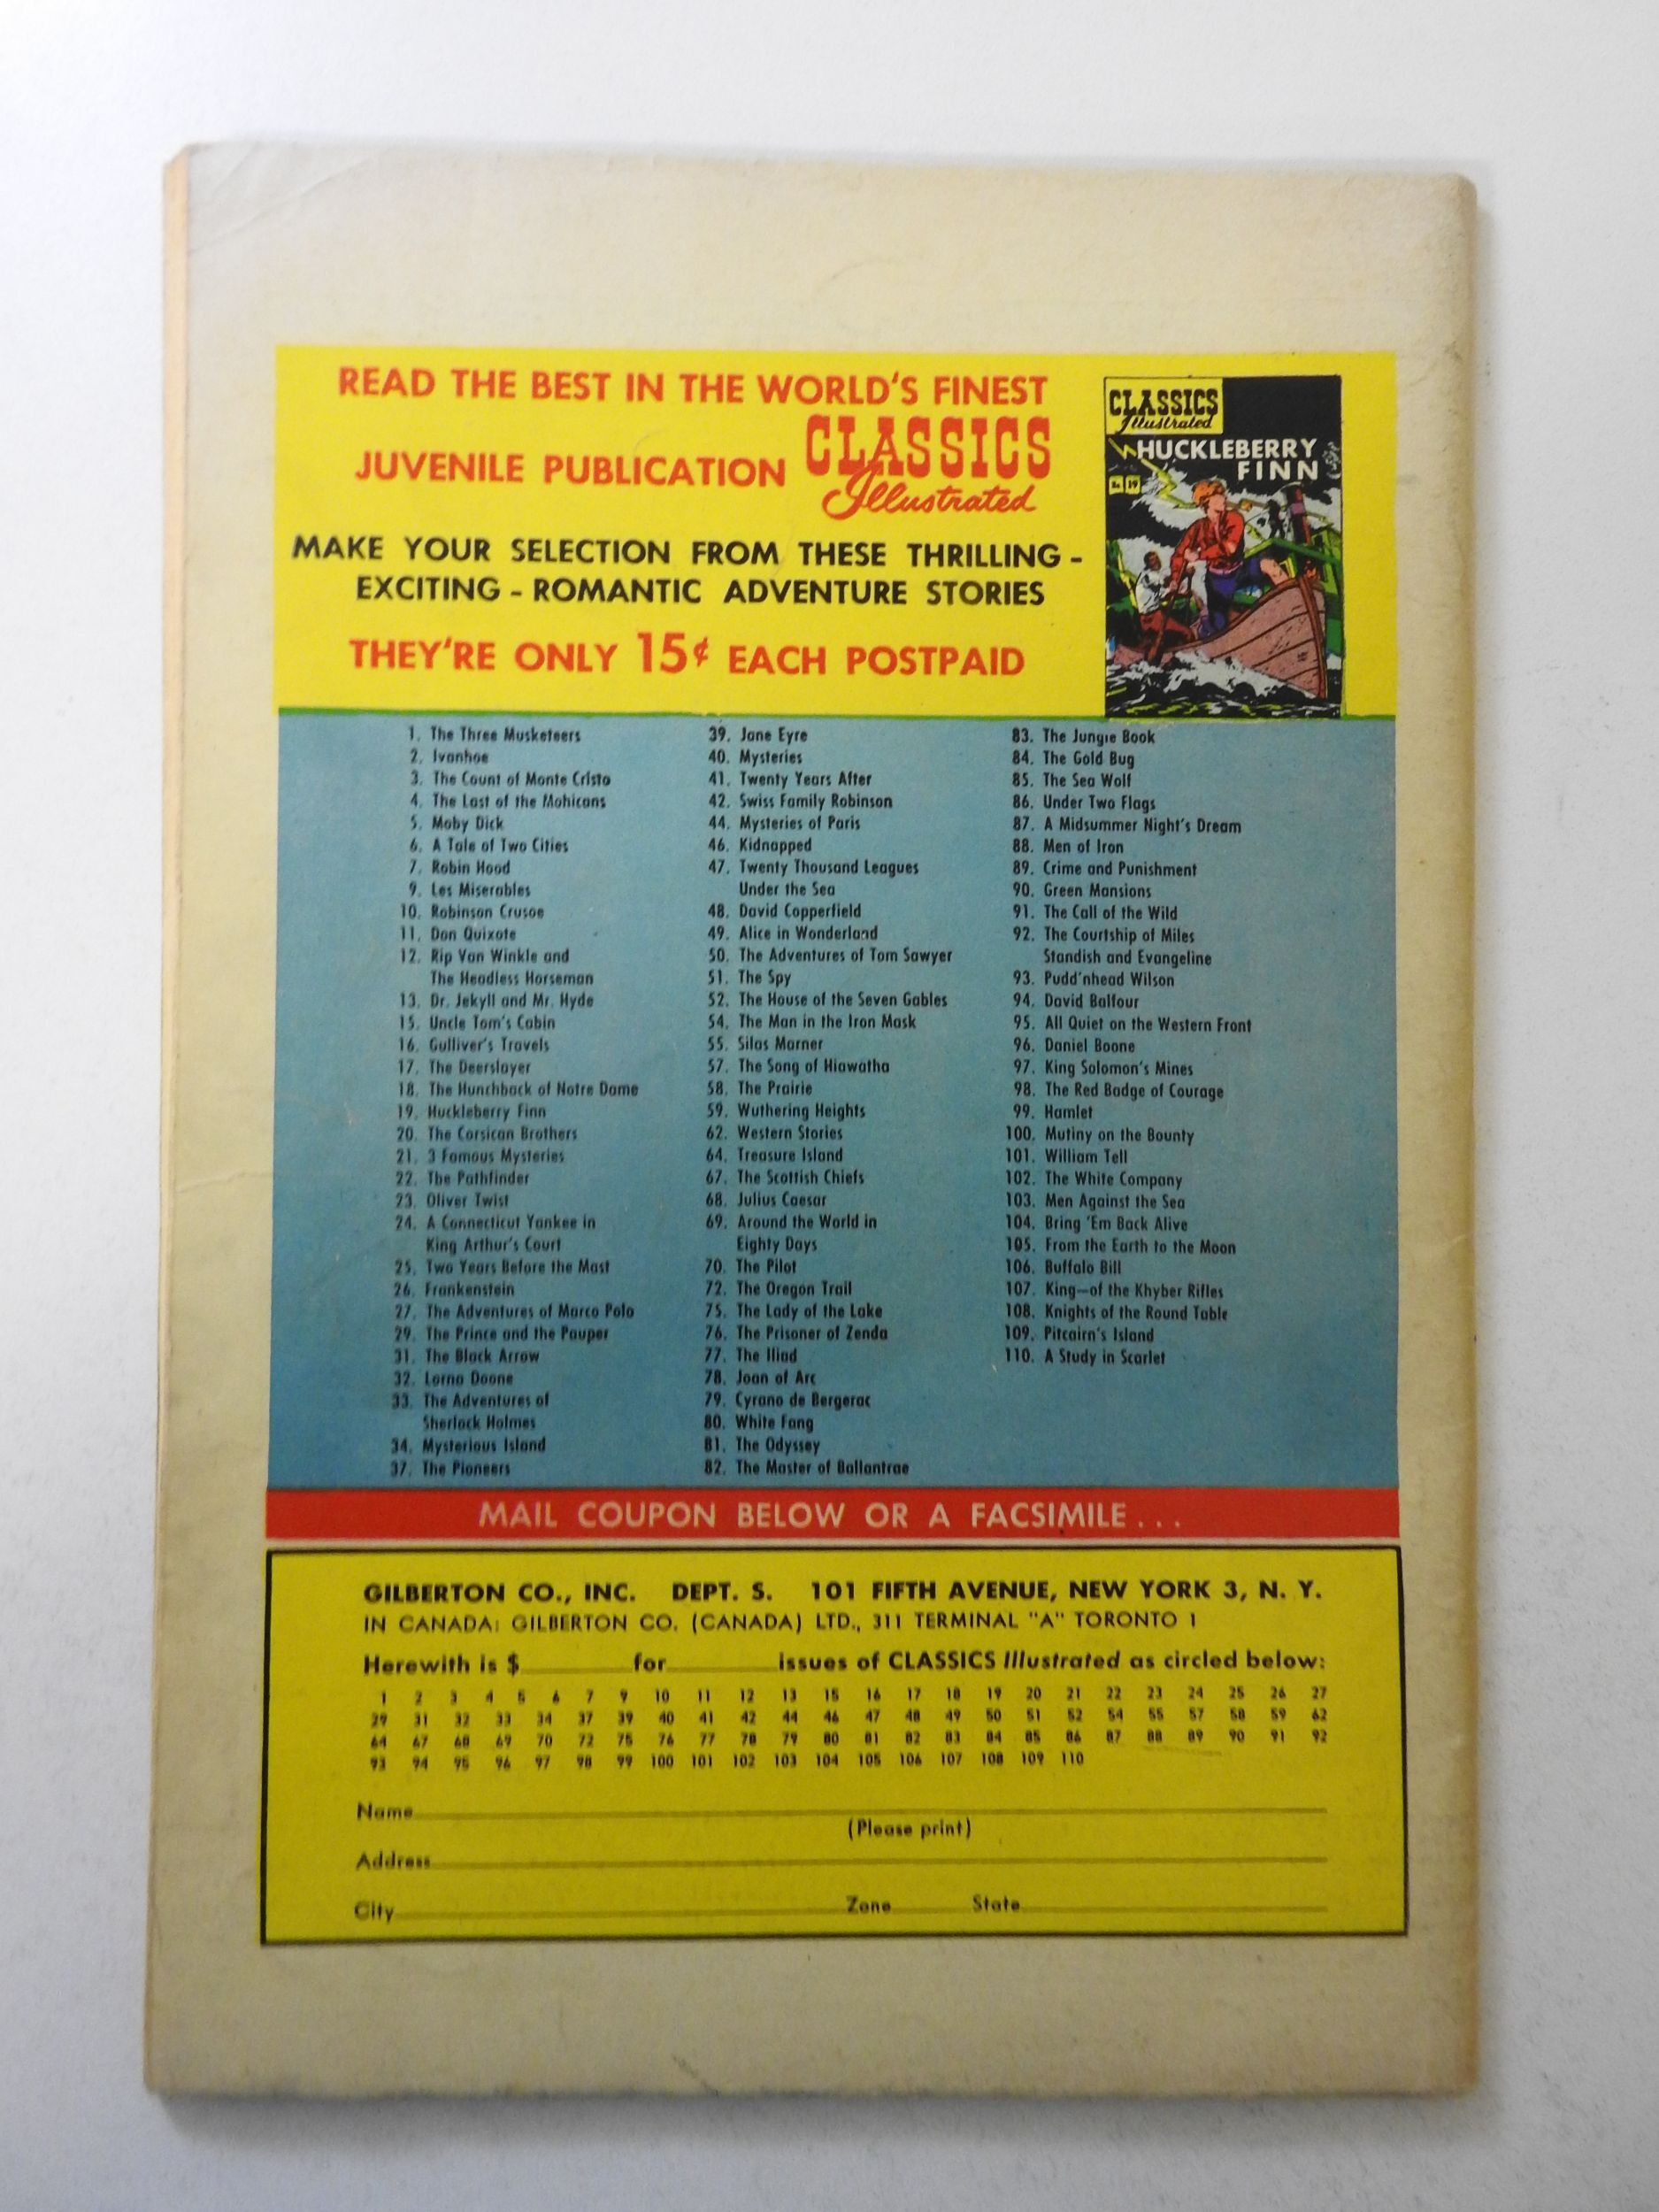 READ THE BEST IN THE WORLD'S FINEST
JUVENILE PUBLICATION CLASSICS
Illustrated
MAKE YOUR SELECTION FROM THESE THRILLING -
EXCITING - ROMANTIC ADVENTURE STORIES
THEY'RE ONLY 15¢ EACH POSTPAID
CLASSICS
Illustrated
HUCKLEBERRY
FINN
No. 19
1. The Three Musketeers
2. Ivanhoe
3. The Count of Monte Cristo
4. The Last of the Mohicans
5. Moby Dick
6. A Tale of Two Cities
7. Robin Hood
9. Les Miserables
10. Robinson Crusoe
11. Don Quixote
12. Rip Van Winkle and
The Headless Horseman
13. Dr. Jekyll and Mr. Hyde
15. Uncle Tom's Cabin
16. Gulliver's Travels
17. The Deerslayer
18. The Hunchback of Notre Dame
19. Huckleberry Finn
20. The Corsican Brothers
21. 3 Famous Mysteries
22. The Pathfinder
23. Oliver Twist
24. A Connecticut Yankee in
King Arthur's Court
25. Two Years Before the Mast
26. Frankenstein
27. The Adventures of Marco Polo
29. The Prince and the Pauper
31. The Black Arrow
32. Lorna Doone
33. The Adventures of
Sherlock Holmes
34. Mysterious Island
37. The Pioneers
39. Jane Eyre
40. Mysteries
41. Twenty Years After
42. Swiss Family Robinson
44. Mysteries of Paris
46. Kidnapped
47. Twenty Thousand Leagues
Under the Sea
48. David Copperfield
49. Alice in Wonderland
50. The Adventures of Tom Sawyer
51. The Spy
52. The House of the Seven Gables
54. The Man in the Iron Mask
55. Silas Marner
57. The Song of Hiawatha
58. The Prairie
59. Wuthering Heights
62. Western Stories
64. Treasure Island
67. The Scottish Chiefs
68. Julius Caesar
69. Around the World in
Eighty Days
70. The Pilot
72. The Oregon Trail
75. The Lady of the Lake
76. The Prisoner of Zenda
77. The Iliad
78. Joan of Arc
79. Cyrano de Bergerac
80. White Fang
81. The Odyssey
82. The Master of Ballantrae
83. The Jungle Book
84. The Gold Bug
85. The Sea Wolf
86. Under Two Flags
87. A Midsummer Night's Dream
88. Men of Iron
89. Crime and Punishment
90. Green Mansions
91. The Call of the Wild
92. The Courtship of Miles
Standish and Evangeline
93. Pudd'nhead Wilson
94. David Balfour
95. All Quiet on the Western Front
96. Daniel Boone
97. King Solomon's Mines
98. The Red Badge of Courage
99. Hamlet
100. Mutiny on the Bounty
101. William Tell
102. The White Company
103. Men Against the Sea
104. Bring 'Em Back Alive
105. From the Earth to the Moon
106. Buffalo Bill
107. King—of the Khyber Rifles
108. Knights of the Round Table
109. Pitcairn's Island
110. A Study in Scarlet
MAIL COUPON BELOW OR A FACSIMILE...
GILBERTON CO., INC. DEPT. S. 101 FIFTH AVENUE, NEW YORK 3, N. Y.
IN CANADA: GILBERTON CO. (CANADA) LTD., 311 TERMINAL "A" TORONTO 1
Herewith is $ for issues of CLASSICS Illustrated as circled below:
1 2 3 4 5 6 7 9 10 11 12 13 15 16 17 18 19 20 21 22 23 24 25 26 27
29 31 32 33 34 37 39 40 41 42 44 46 47 48 49 50 51 52 54 55 57 58 59 62
64 67 68 69 70 72 75 76 77 78 79 80 81 82 83 84 85 86 87 88 89 90 91 92
93 94 95 96 97 98 99 100 101 102 103 104 105 106 107 108 109 110
Name
(Please print)
Address
City Zone State